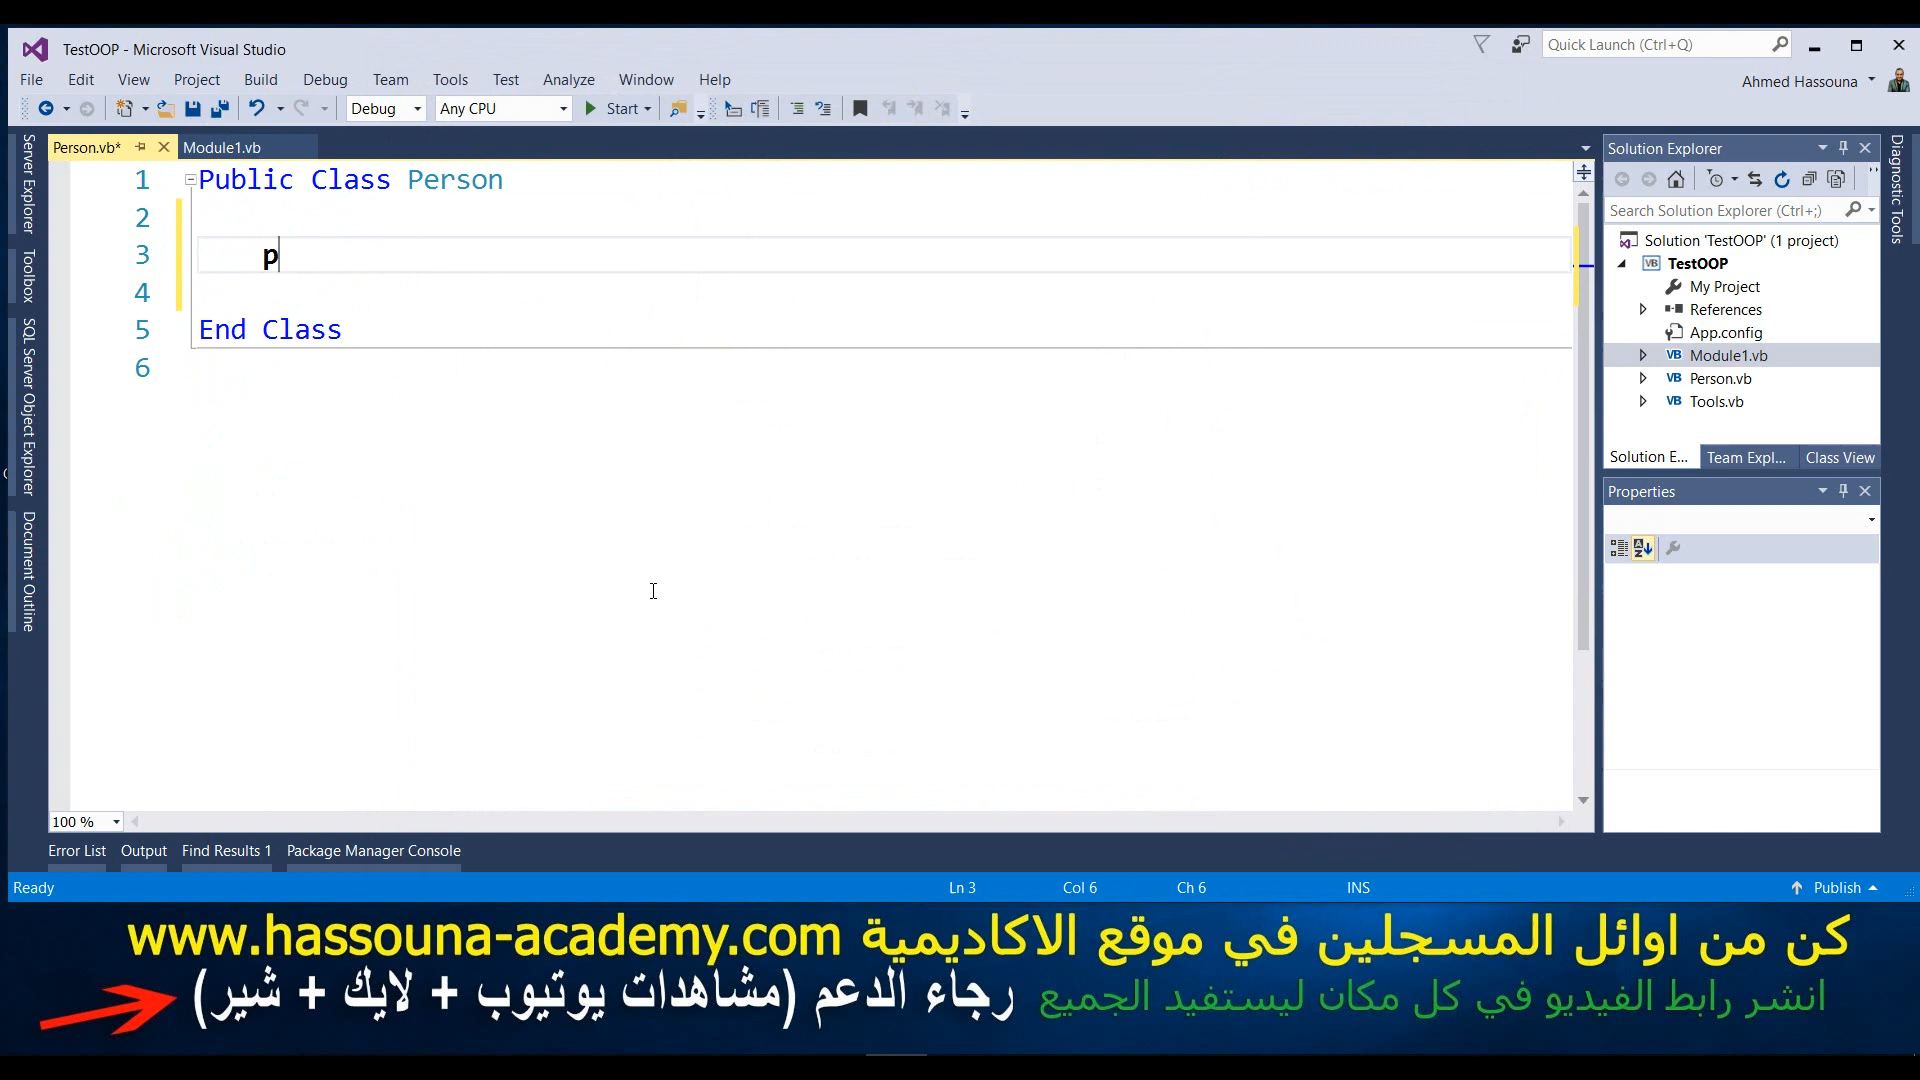 TestOOP - Microsoft Visual Studio
Quick Launch (Ctrl+Q)
File Edit View Project Build Debug Team Tools Test Analyze Window Help
Ahmed Hassouna
Debug Any CPU Start
Server Explorer
Toolbox
SQL Server Object Explorer
Document Outline
Person.vb* Module1.vb
1 Public Class Person
2
3 p
4
5 End Class
6
100 %
Solution Explorer
Search Solution Explorer (Ctrl+;)
Solution 'TestOOP' (1 project)
VB TestOOP
My Project
References
App.config
VB Module1.vb
VB Person.vb
VB Tools.vb
Solution E... Team Expl... Class View
Properties
Diagnostic Tools
Error List Output Find Results 1 Package Manager Console
Ready Ln 3 Col 6 Ch 6 INS Publish
كن من اوائل المسجلين في موقع الاكاديمية www.hassouna-academy.com
انشر رابط الفيديو في كل مكان ليستفيد الجميع رجاء الدعم (مشاهدات يوتيوب + لايك + شير)